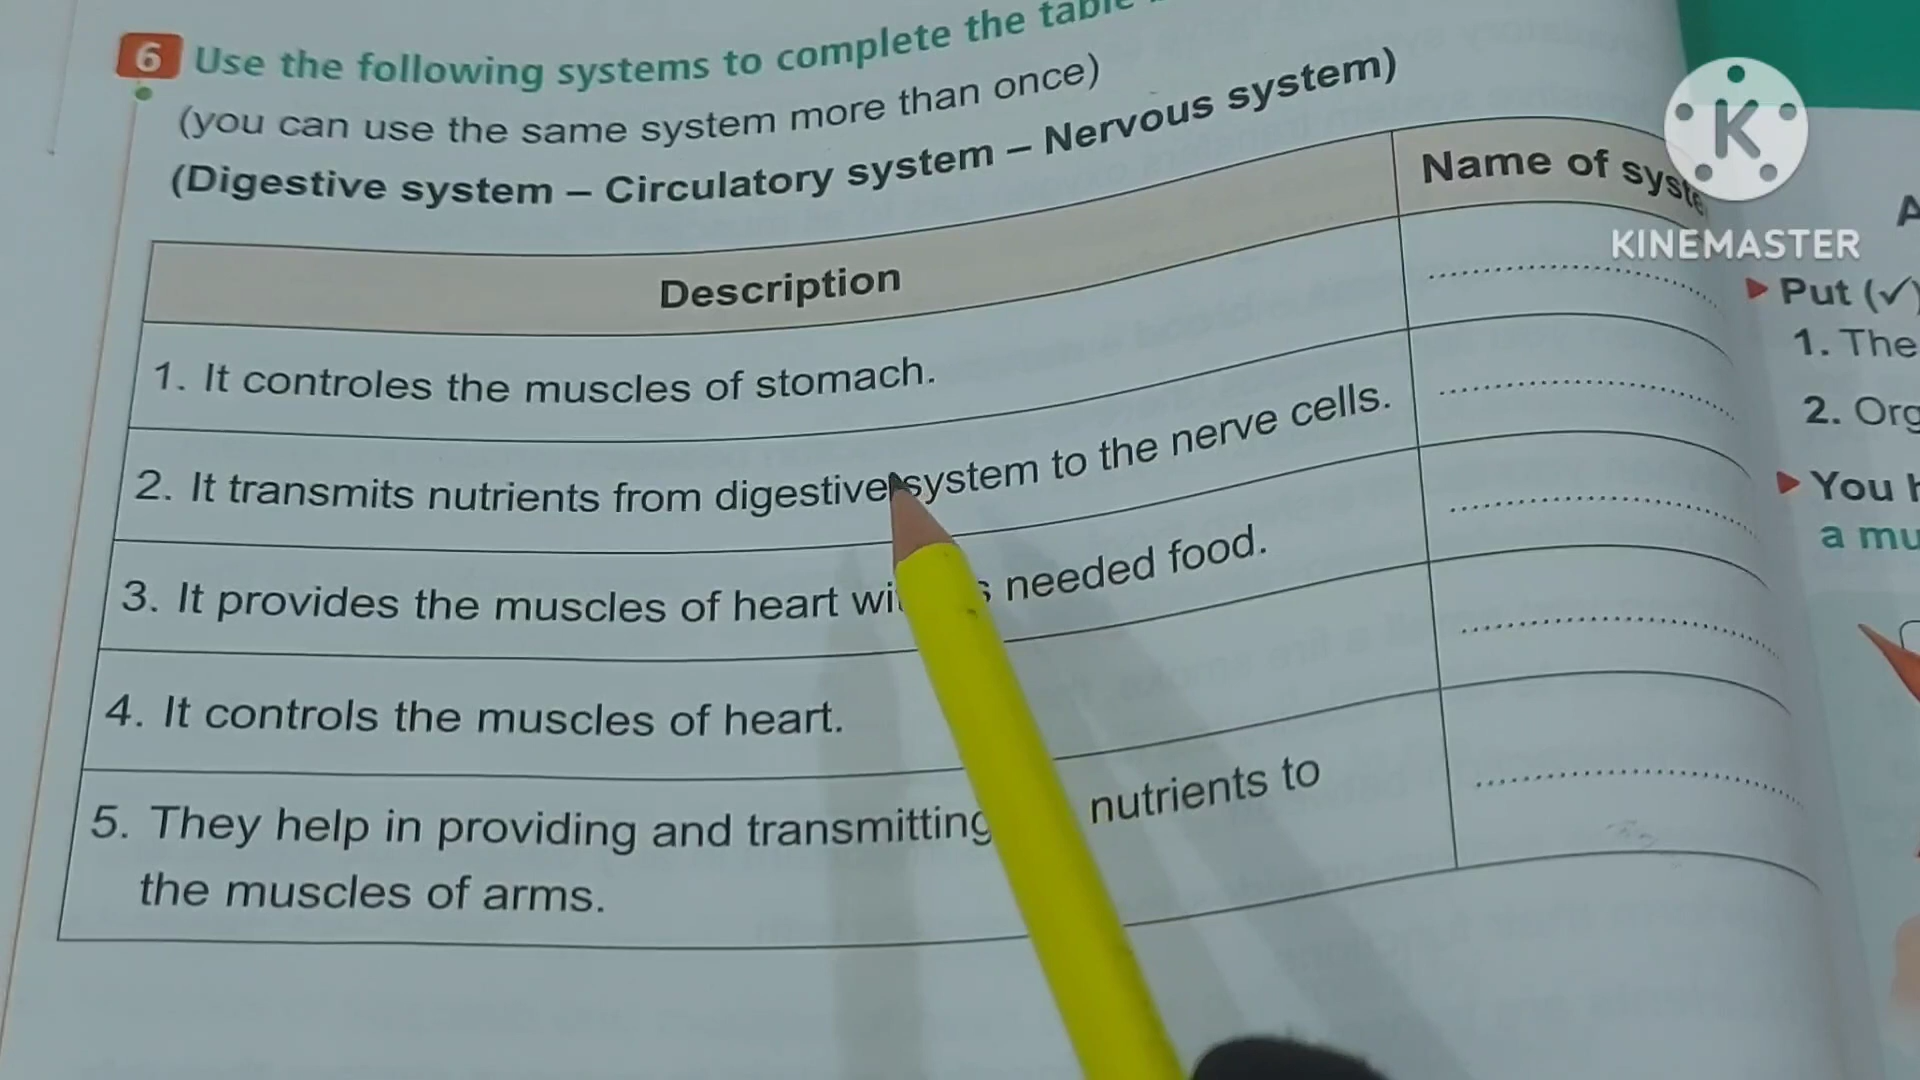 6 Use the following systems to complete the table
(you can use the same system more than once)
(Digestive system – Circulatory system – Nervous system)
Description
Name of syste
1. It controles the muscles of stomach.
2. It transmits nutrients from digestive system to the nerve cells.
3. It provides the muscles of heart needed food.
4. It controls the muscles of heart.
5. They help in providing and transmitting nutrients to
the muscles of arms.
K
KINEMASTER
A
Put (✓)
1. The
2. Org
You h
a mu